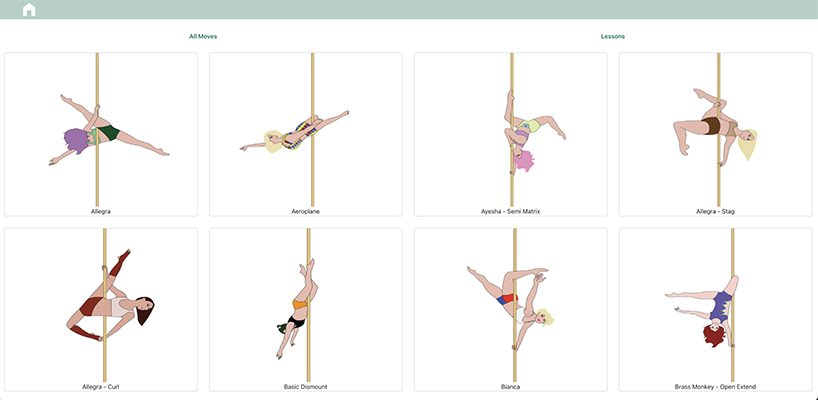 All Moves
Lessons
Allegra
Aeroplane
Ayesha - Semi Matrix
Allegra - Stag
Allegra - Curl
Basic Dismount
Bianca
Brass Monkey - Open Extend